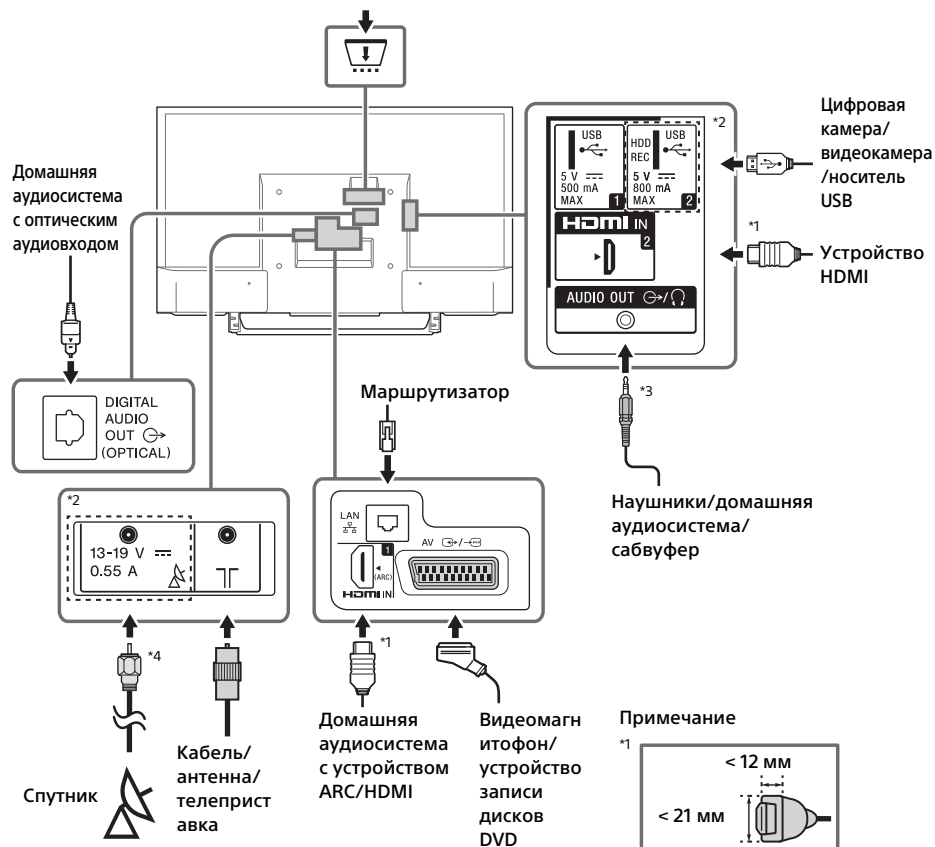 Цифровая
камера/
видеокамера
/носитель
USB
*2
USB
5 V
500 mA
MAX
1
HDD
REC
USB
5 V
800 mA
MAX
2
HDMI IN
2
*1
Устройство
HDMI
AUDIO OUT
*3
Наушники/домашняя
аудиосистема/
сабвуфер
Домашняя
аудиосистема
с оптическим
аудиовходом
DIGITAL
AUDIO
OUT
(OPTICAL)
*2
13-19 V
0.55 A
*4
Спутник
Кабель/
антенна/
телеприст
авка
Маршрутизатор
LAN
1
(ARC)
HDMI IN
AV
*1
Домашняя
аудиосистема
с устройством
ARC/HDMI
Видеомагн
итофон/
устройство
записи
дисков
DVD
Примечание
*1
< 12 мм
< 21 мм